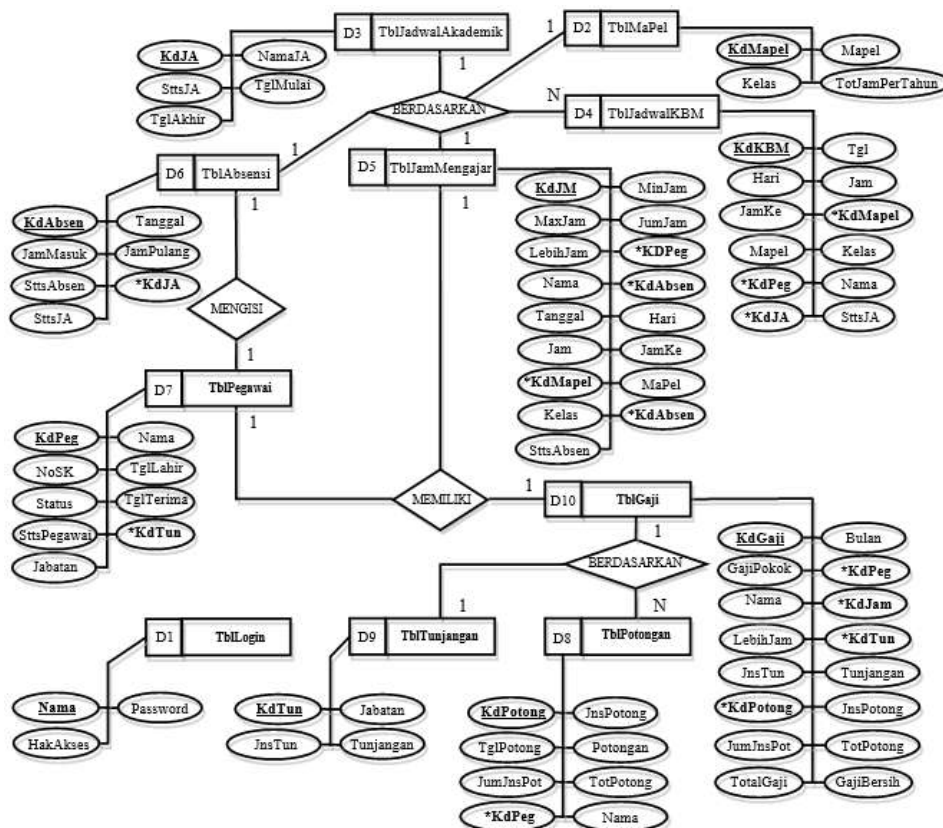 D3 TblJadwalAkademik
1
D2 TblMaPel
KdJA NamaJA
SttsJA TglMulai
TglAkhir
1
KdMapel Mapel
Kelas TotJamPerTahun
BERDASARKAN
N
D4 TblJadwalKBM
1
1
D6 TblAbsensi
1
D5 TblJamMengajar
1
KdKBM Tgl
Hari Jam
JamKe *KdMapel
Mapel Kelas
*KdPeg Nama
*KdJA SttsJA
KdAbsen Tanggal
JamMasuk JamPulang
SttsAbsen *KdJA
SttsJA
KdJM MinJam
MaxJam JumJam
LebihJam *KDPeg
Nama *KdAbsen
Tanggal Hari
Jam JamKe
*KdMapel MaPel
Kelas *KdAbsen
SttsAbsen
MENGISI
1
D7 TblPegawai
1
KdPeg Nama
NoSK TglLahir
Status TglTerima
SttsPegawai *KdTun
Jabatan
MEMILIKI
1
D10 TblGaji
1
BERDASARKAN
1
N
KdGaji Bulan
GajiPokok *KdPeg
Nama *KdJam
LebihJam *KdTun
JnsTun Tunjangan
*KdPotong JnsPotong
JumJnsPot TotPotong
TotalGaji GajiBersih
D1 TblLogin
Nama Password
HakAkses
D9 TblTunjangan
KdTun Jabatan
JnsTun Tunjangan
D8 TblPotongan
KdPotong JnsPotong
TglPotong Potongan
JumJnsPot TotPotong
*KdPeg Nama